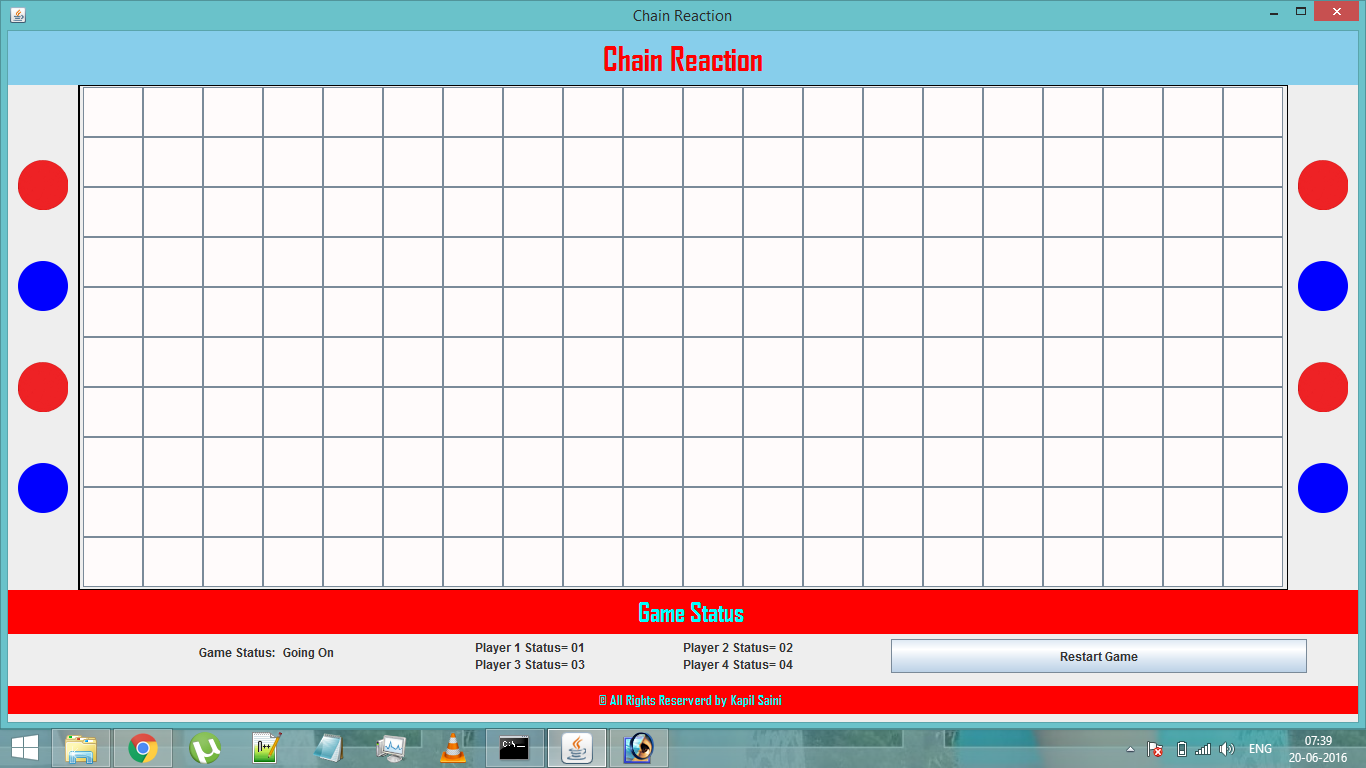 Chain Reaction
Chain Reaction
Game Status
Game Status:  Going On
Player 1 Status= 01
Player 2 Status= 02
Player 3 Status= 03
Player 4 Status= 04
Restart Game
© All Rights Reserverd by Kapil Saini
ENG
07:39
20-06-2016